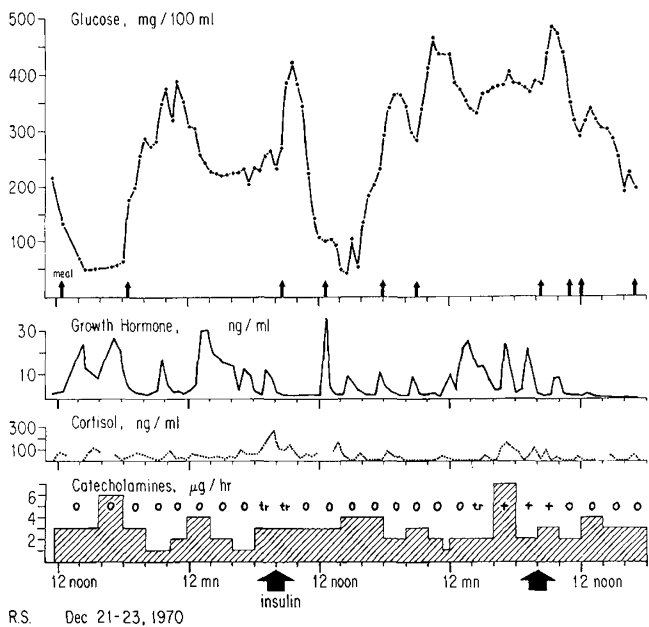 Glucose, mg/100 ml
500
400
300
200
100
meal
Growth Hormone, ng/ml
30
10
Cortisol, ng/ml
300
100
Catecholamines, μg/hr
6
4
2
o o o o o o o o tr tr o o o o o o o tr + + + o o o o
12 noon 12 mn 12 noon 12 mn 12 noon
insulin
R.S. Dec 21-23, 1970